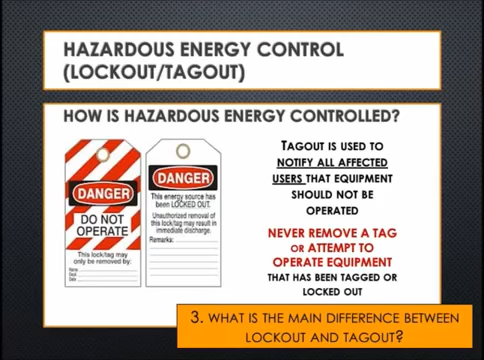 HAZARDOUS ENERGY CONTROL
(LOCKOUT/TAGOUT)
HOW IS HAZARDOUS ENERGY CONTROLLED?
DANGER
DO NOT
OPERATE
This lock/tag may
only be removed by:
Name
Dept.
Date
DANGER
This energy source has
been LOCKED OUT.
Unauthorized removal of
this lock/tag may result in
immediate discharge.
Remarks:
TAGOUT IS USED TO
NOTIFY ALL AFFECTED
USERS THAT EQUIPMENT
SHOULD NOT BE
OPERATED
NEVER REMOVE A TAG
OR ATTEMPT TO
OPERATE EQUIPMENT
THAT HAS BEEN TAGGED OR
LOCKED OUT
3. WHAT IS THE MAIN DIFFERENCE BETWEEN
LOCKOUT AND TAGOUT?